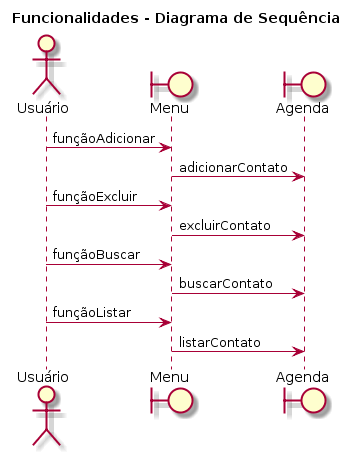 Funcionalidades - Diagrama de Sequência
Usuário Menu Agenda
funçãoAdicionar
adicionarContato
funçãoExcluir
excluirContato
funçãoBuscar
buscarContato
funçãoListar
listarContato
Usuário Menu Agenda